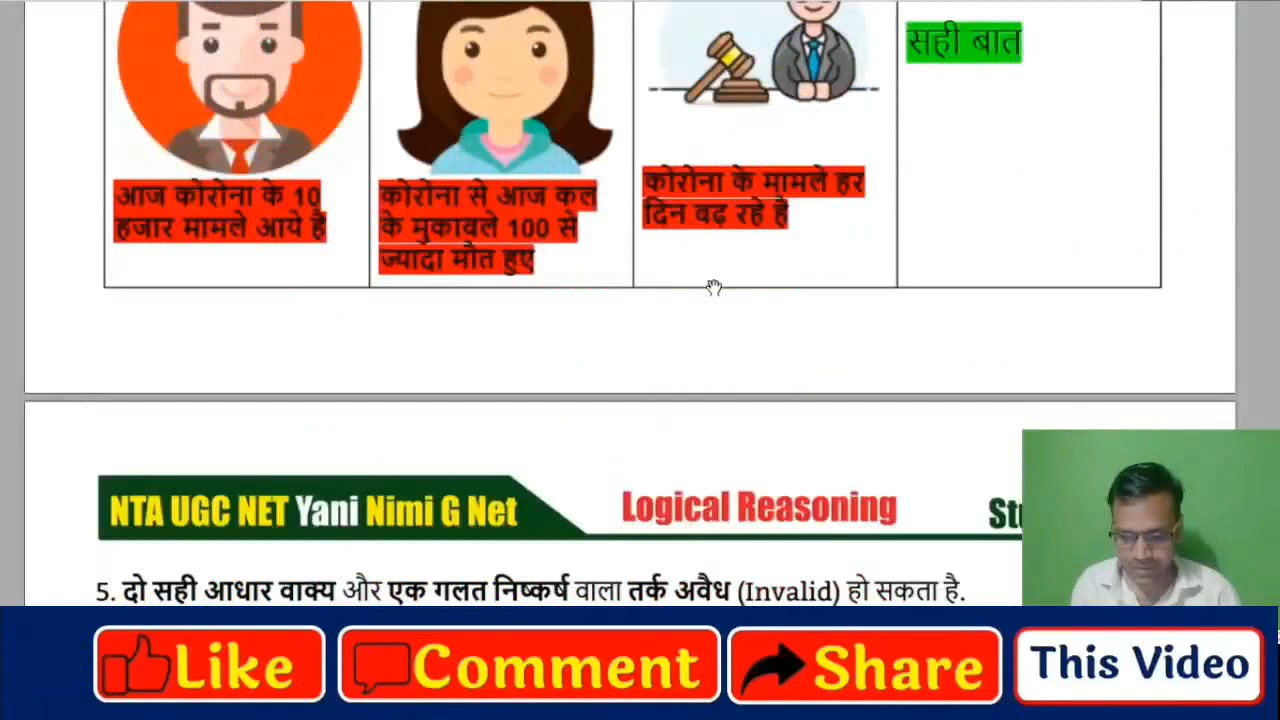 सही बात
आज कोरोना के 10
हजार मामले आये है
कोरोना से आज कल
के मुकाबले 100 से
ज्यादा मौत हुए
कोरोना के मामले हर
दिन बढ़ रहे है
NTA UGC NET Yani Nimi G Net
Logical Reasoning
5. दो सही आधार वाक्य और एक गलत निष्कर्ष वाला तर्क अवैध (Invalid) हो सकता है.
Like
Comment
Share
This Video